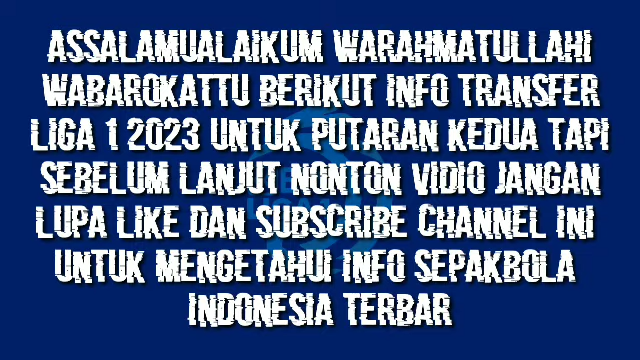 ASSALAMUALAIKUM WARAHMATULLAHI
WABAROKATTU BERIKUT INFO TRANSFER
LIGA 1 2023 UNTUK PUTARAN KEDUA TAPI
SEBELUM LANJUT NONTON VIDIO JANGAN
LUPA LIKE DAN SUBSCRIBE CHANNEL INI
UNTUK MENGETAHUI INFO SEPAKBOLA
INDONESIA TERBAR